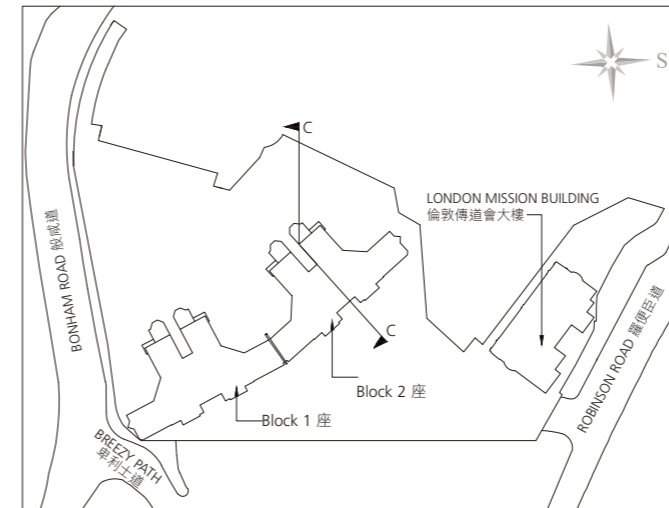 S
C
LONDON MISSION BUILDING
倫敦傳道會大樓
BONHAM ROAD 般咸道
ROBINSON ROAD 羅便臣道
C
Block 2 座
Block 1 座
BREEZY PATH
卑利士道